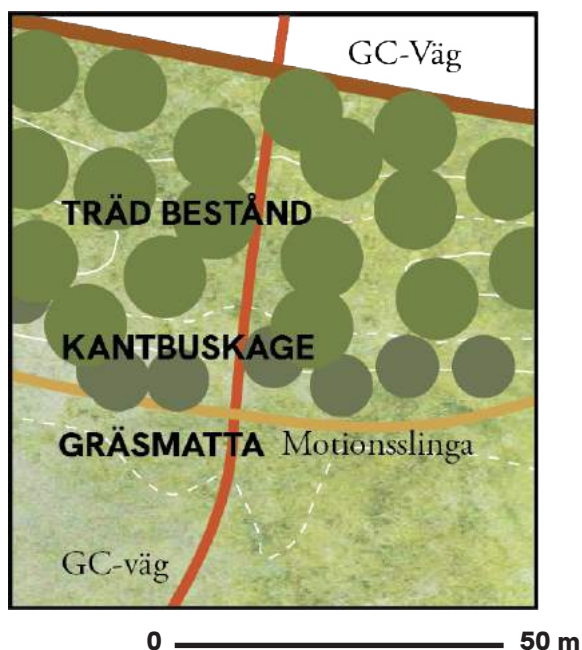 GC-Väg
TRÄD BESTÅND
KANTBUSKAGE
GRÄSMATTA Motionsslinga
GC-väg
0 50 m